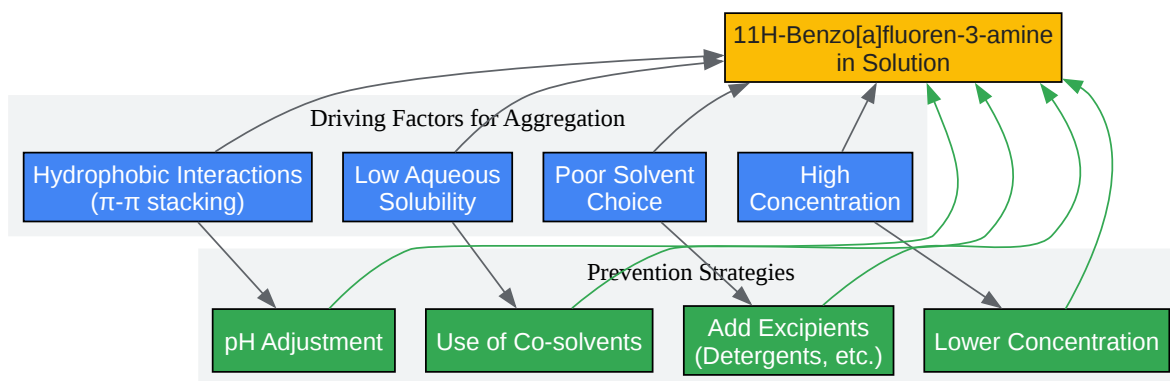 11H-Benzo[a]fluoren-3-amine
in Solution
Driving Factors for Aggregation
Hydrophobic Interactions
(π-π stacking)
Low Aqueous
Solubility
Poor Solvent
Choice
High
Concentration
Prevention Strategies
pH Adjustment
Use of Co-solvents
Add Excipients
(Detergents, etc.)
Lower Concentration